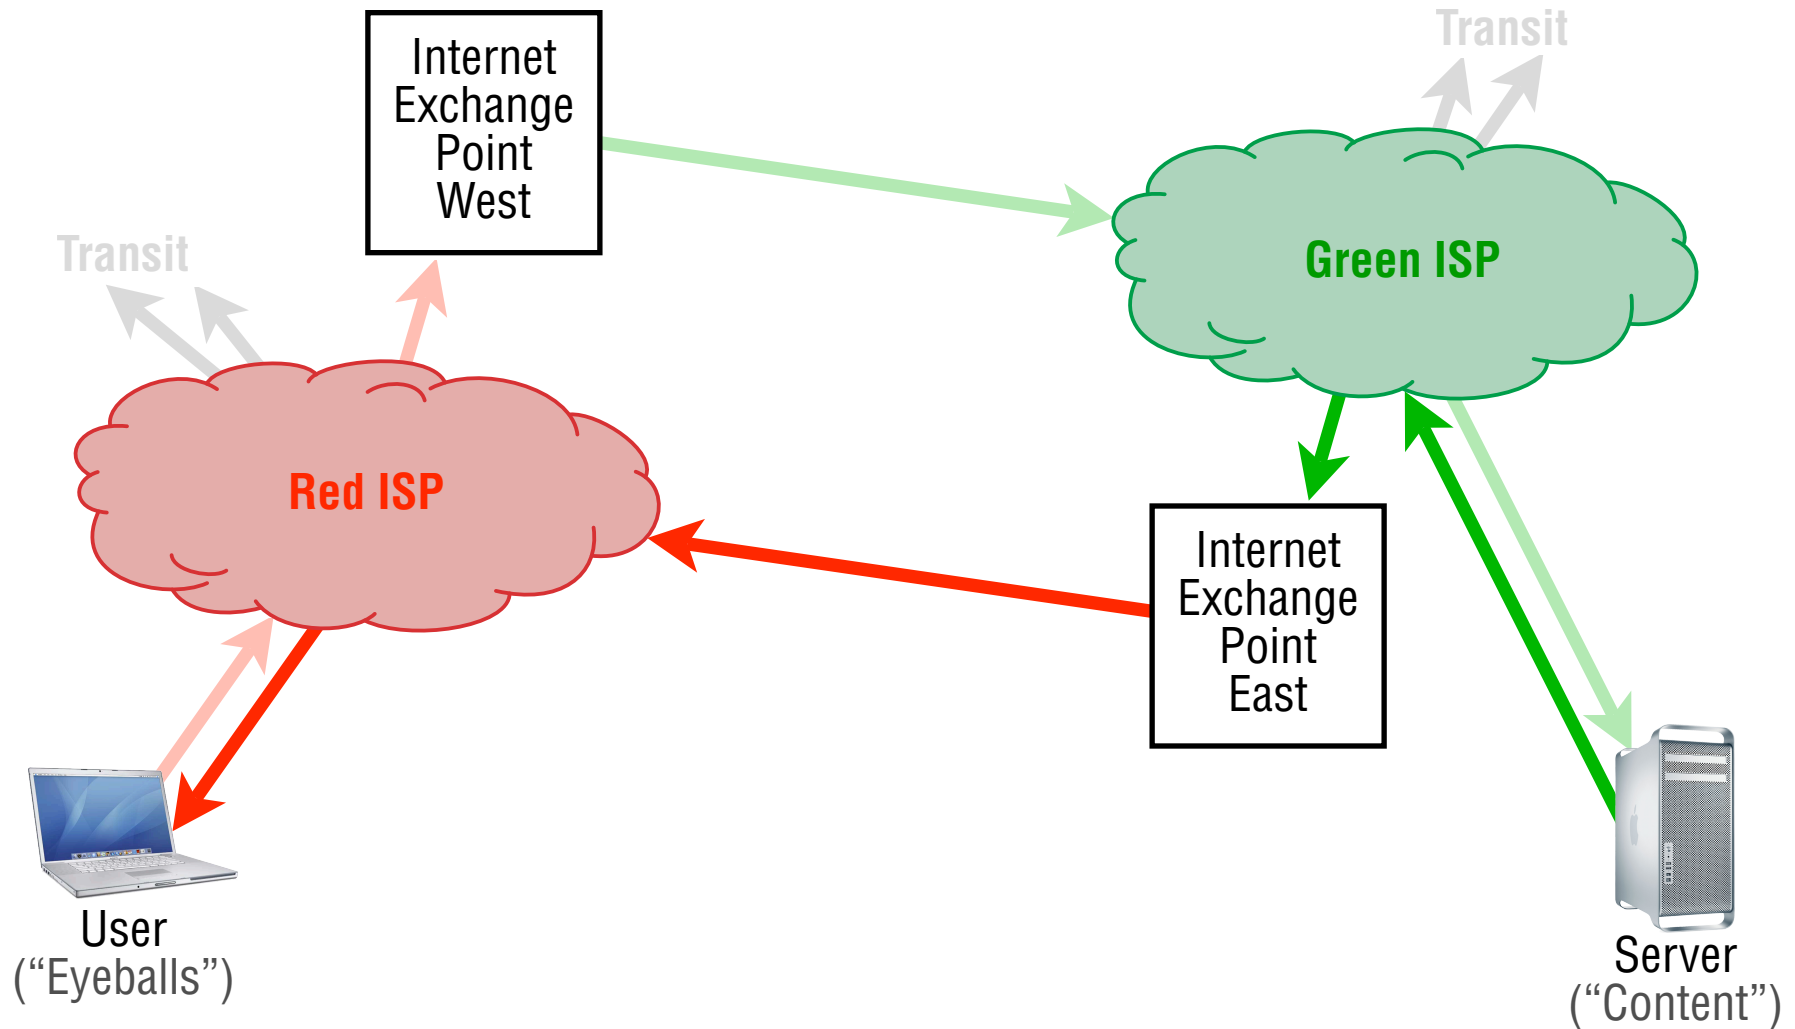 Internet
Exchange
Point
West
Transit
Green ISP
Transit
Red ISP
Internet
Exchange
Point
East
User
(“Eyeballs”)
Server
(“Content”)